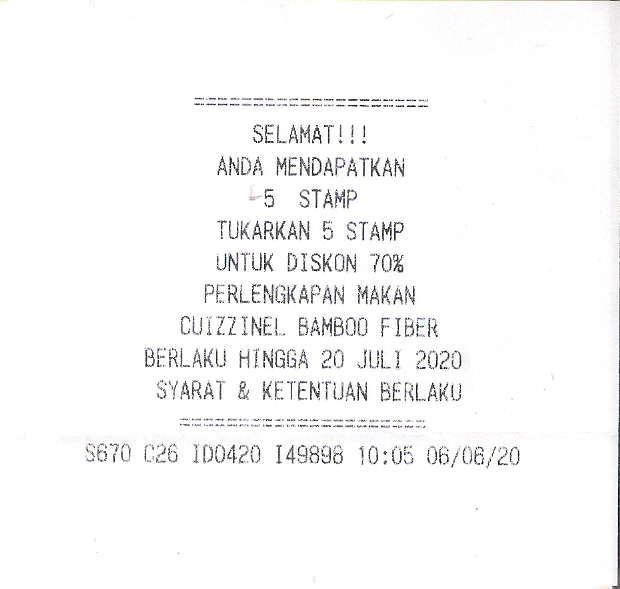 SELAMAT!!!
ANDA MENDAPATKAN
5 STAMP
TUKARKAN 5 STAMP
UNTUK DISKON 70%
PERLENGKAPAN MAKAN
CUIZZINEL BAMBOO FIBER
BERLAKU HINGGA 20 JULI 2020
SYARAT & KETENTUAN BERLAKU
S670 C26 ID0420 I49898 10:05 06/06/20